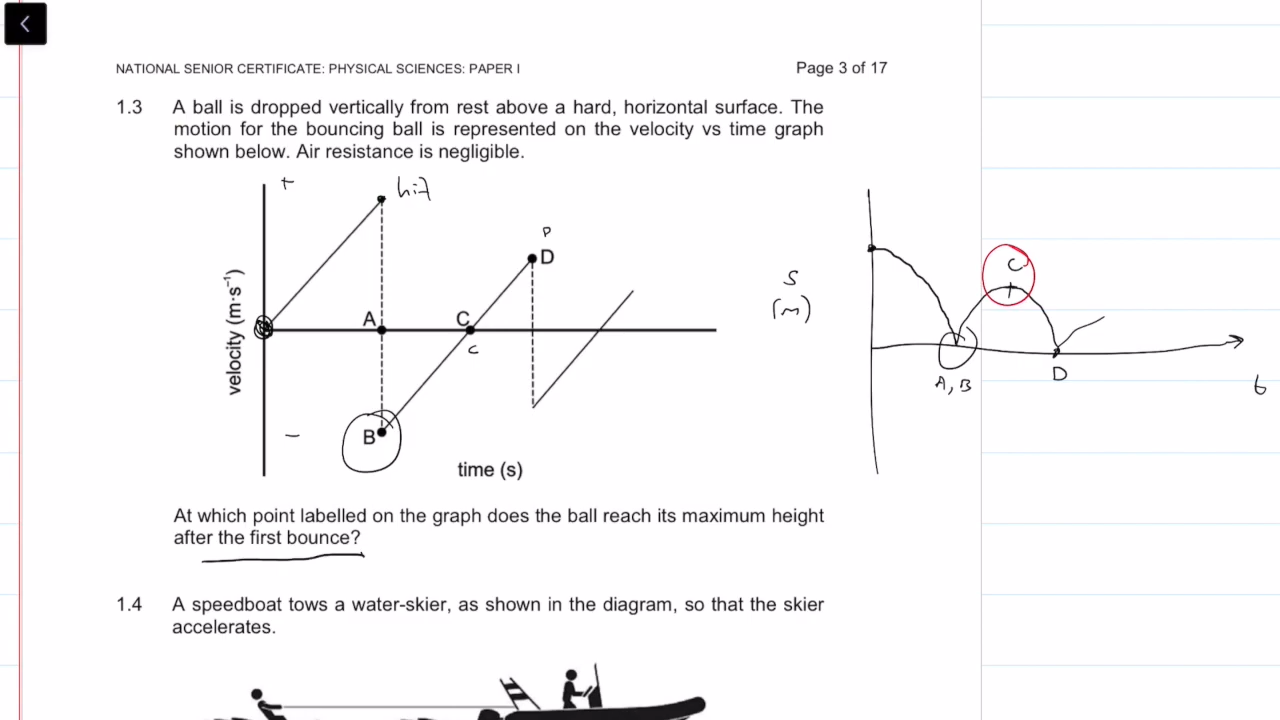 NATIONAL SENIOR CERTIFICATE: PHYSICAL SCIENCES: PAPER I
Page 3 of 17
1.3 A ball is dropped vertically from rest above a hard, horizontal surface. The
motion for the bouncing ball is represented on the velocity vs time graph
shown below. Air resistance is negligible.
+
hit
velocity (m·s⁻¹)
A
C
c
P
D
B
−
time (s)
s
(m)
C
A, B
D
t
At which point labelled on the graph does the ball reach its maximum height
after the first bounce?
1.4 A speedboat tows a water-skier, as shown in the diagram, so that the skier
accelerates.